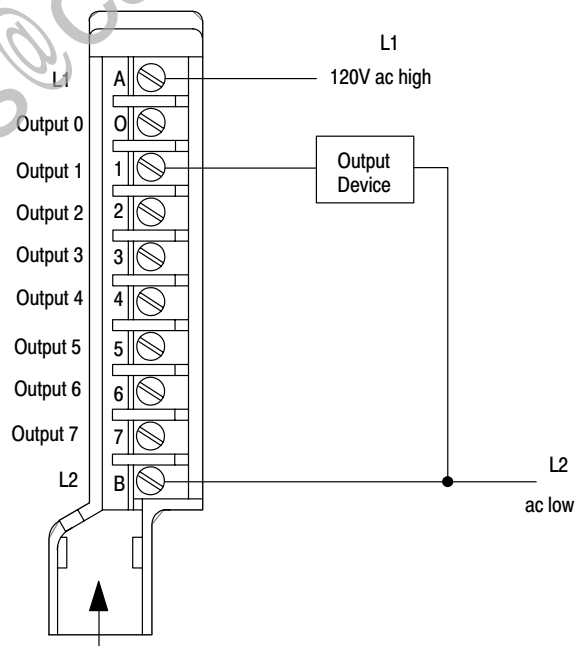 L1
L1 A 120V ac high
Output 0 O
Output 1 1 Output
Device
Output 2 2
Output 3 3
Output 4 4
Output 5 5
Output 6 6
Output 7 7
L2 B L2
ac low